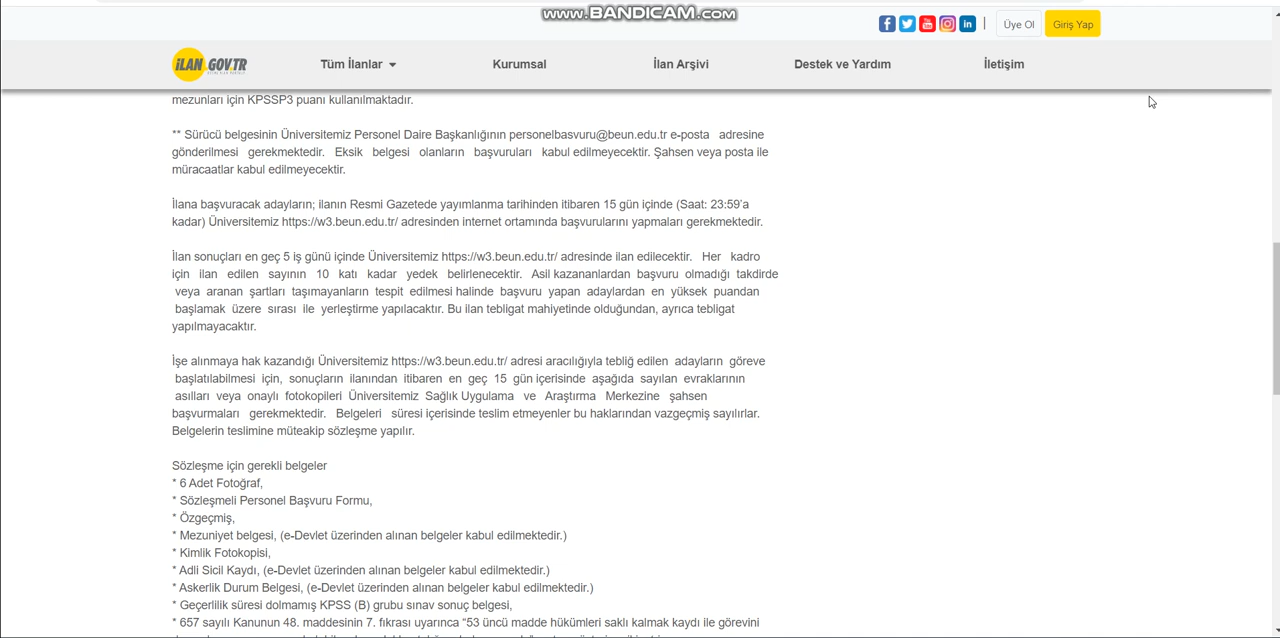 www.BANDICAM.com
Üye Ol
Giriş Yap
iLAN.GOV.TR
Tüm İlanlar
Kurumsal
İlan Arşivi
Destek ve Yardım
İletişim
mezunları için KPSSP3 puanı kullanılmaktadır.
** Sürücü belgesinin Üniversitemiz Personel Daire Başkanlığının personelbasvuru@beun.edu.tr e-posta adresine
gönderilmesi gerekmektedir. Eksik belgesi olanların başvuruları kabul edilmeyecektir. Şahsen veya posta ile
müracaatlar kabul edilmeyecektir.
İlana başvuracak adayların; ilanın Resmi Gazetede yayımlanma tarihinden itibaren 15 gün içinde (Saat: 23:59'a
kadar) Üniversitemiz https://w3.beun.edu.tr/ adresinden internet ortamında başvurularını yapmaları gerekmektedir.
İlan sonuçları en geç 5 iş günü içinde Üniversitemiz https://w3.beun.edu.tr/ adresinde ilan edilecektir. Her kadro
için ilan edilen sayının 10 katı kadar yedek belirlenecektir. Asil kazananlardan başvuru olmadığı takdirde
veya aranan şartları taşımayanların tespit edilmesi halinde başvuru yapan adaylardan en yüksek puandan
başlamak üzere sırası ile yerleştirme yapılacaktır. Bu ilan tebligat mahiyetinde olduğundan, ayrıca tebligat
yapılmayacaktır.
İşe alınmaya hak kazandığı Üniversitemiz https://w3.beun.edu.tr/ adresi aracılığıyla tebliğ edilen adayların göreve
başlatılabilmesi için, sonuçların ilanından itibaren en geç 15 gün içerisinde aşağıda sayılan evraklarının
asılları veya onaylı fotokopileri Üniversitemiz Sağlık Uygulama ve Araştırma Merkezine şahsen
başvurmaları gerekmektedir. Belgeleri süresi içerisinde teslim etmeyenler bu haklarından vazgeçmiş sayılırlar.
Belgelerin teslimine müteakip sözleşme yapılır.
Sözleşme için gerekli belgeler
* 6 Adet Fotoğraf,
* Sözleşmeli Personel Başvuru Formu,
* Özgeçmiş,
* Mezuniyet belgesi, (e-Devlet üzerinden alınan belgeler kabul edilmektedir.)
* Kimlik Fotokopisi,
* Adli Sicil Kaydı, (e-Devlet üzerinden alınan belgeler kabul edilmektedir.)
* Askerlik Durum Belgesi, (e-Devlet üzerinden alınan belgeler kabul edilmektedir.)
* Geçerlilik süresi dolmamış KPSS (B) grubu sınav sonuç belgesi,
* 657 sayılı Kanunun 48. maddesinin 7. fıkrası uyarınca "53 üncü madde hükümleri saklı kalmak kaydı ile görevini